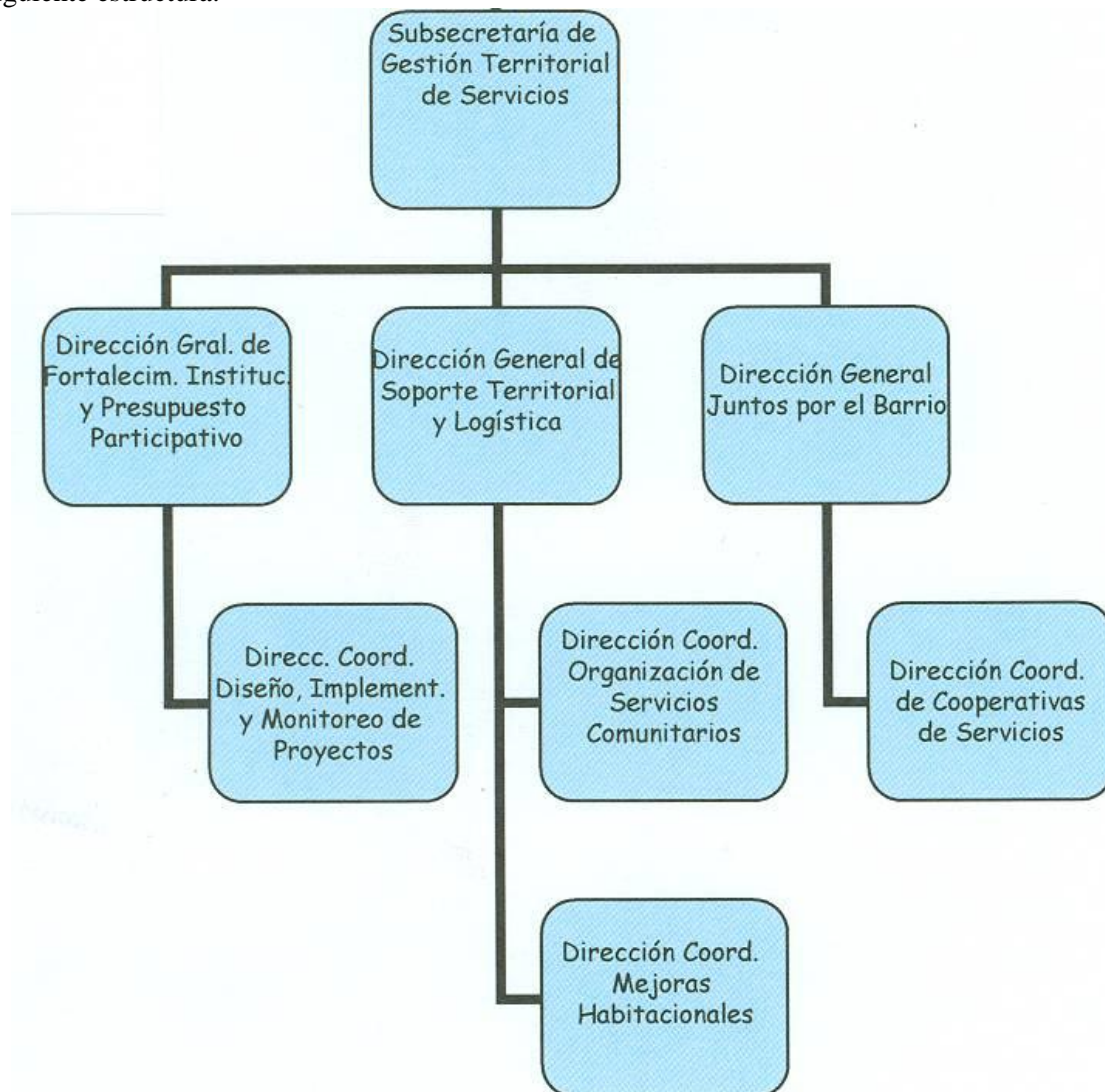 Subsecretaría de
Gestión Territorial
de Servicios
Dirección Gral. de
Fortalecim. Instituc.
y Presupuesto
Participativo
Dirección General de
Soporte Territorial
y Logística
Dirección General
Juntos por el Barrio
Direcc. Coord.
Diseño, Implement.
y Monitoreo de
Proyectos
Dirección Coord.
Organización de
Servicios
Comunitarios
Dirección Coord.
de Cooperativas
de Servicios
Dirección Coord.
Mejoras
Habitacionales